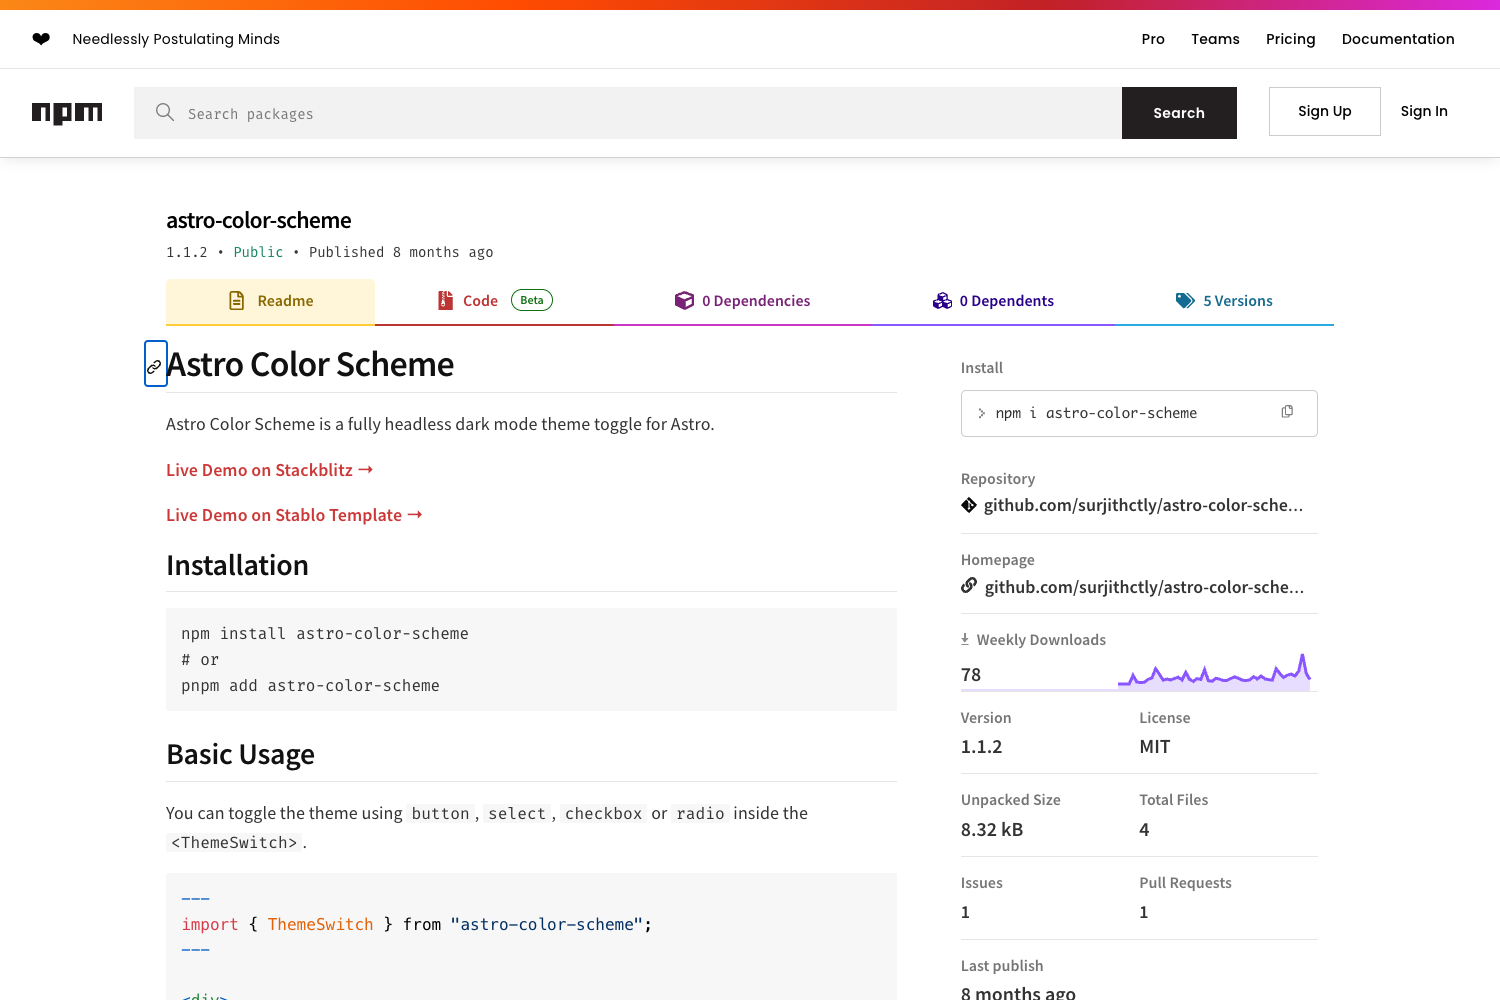 ❤ Needlessly Postulating Minds
Pro Teams Pricing Documentation
npm
Search packages
Search
Sign Up
Sign In
astro-color-scheme
1.1.2 • Public • Published 8 months ago
Readme
Code Beta
0 Dependencies
0 Dependents
5 Versions
Astro Color Scheme
Astro Color Scheme is a fully headless dark mode theme toggle for Astro.
Live Demo on Stackblitz →
Live Demo on Stablo Template →
Installation
npm install astro-color-scheme
# or
pnpm add astro-color-scheme
Basic Usage
You can toggle the theme using button, select, checkbox or radio inside the
<ThemeSwitch>.
---
import { ThemeSwitch } from "astro-color-scheme";
---
<div>
Install
npm i astro-color-scheme
Repository
github.com/surjithctly/astro-color-sche...
Homepage
github.com/surjithctly/astro-color-sche...
Weekly Downloads
78
Version
1.1.2
License
MIT
Unpacked Size
8.32 kB
Total Files
4
Issues
1
Pull Requests
1
Last publish
8 months ago